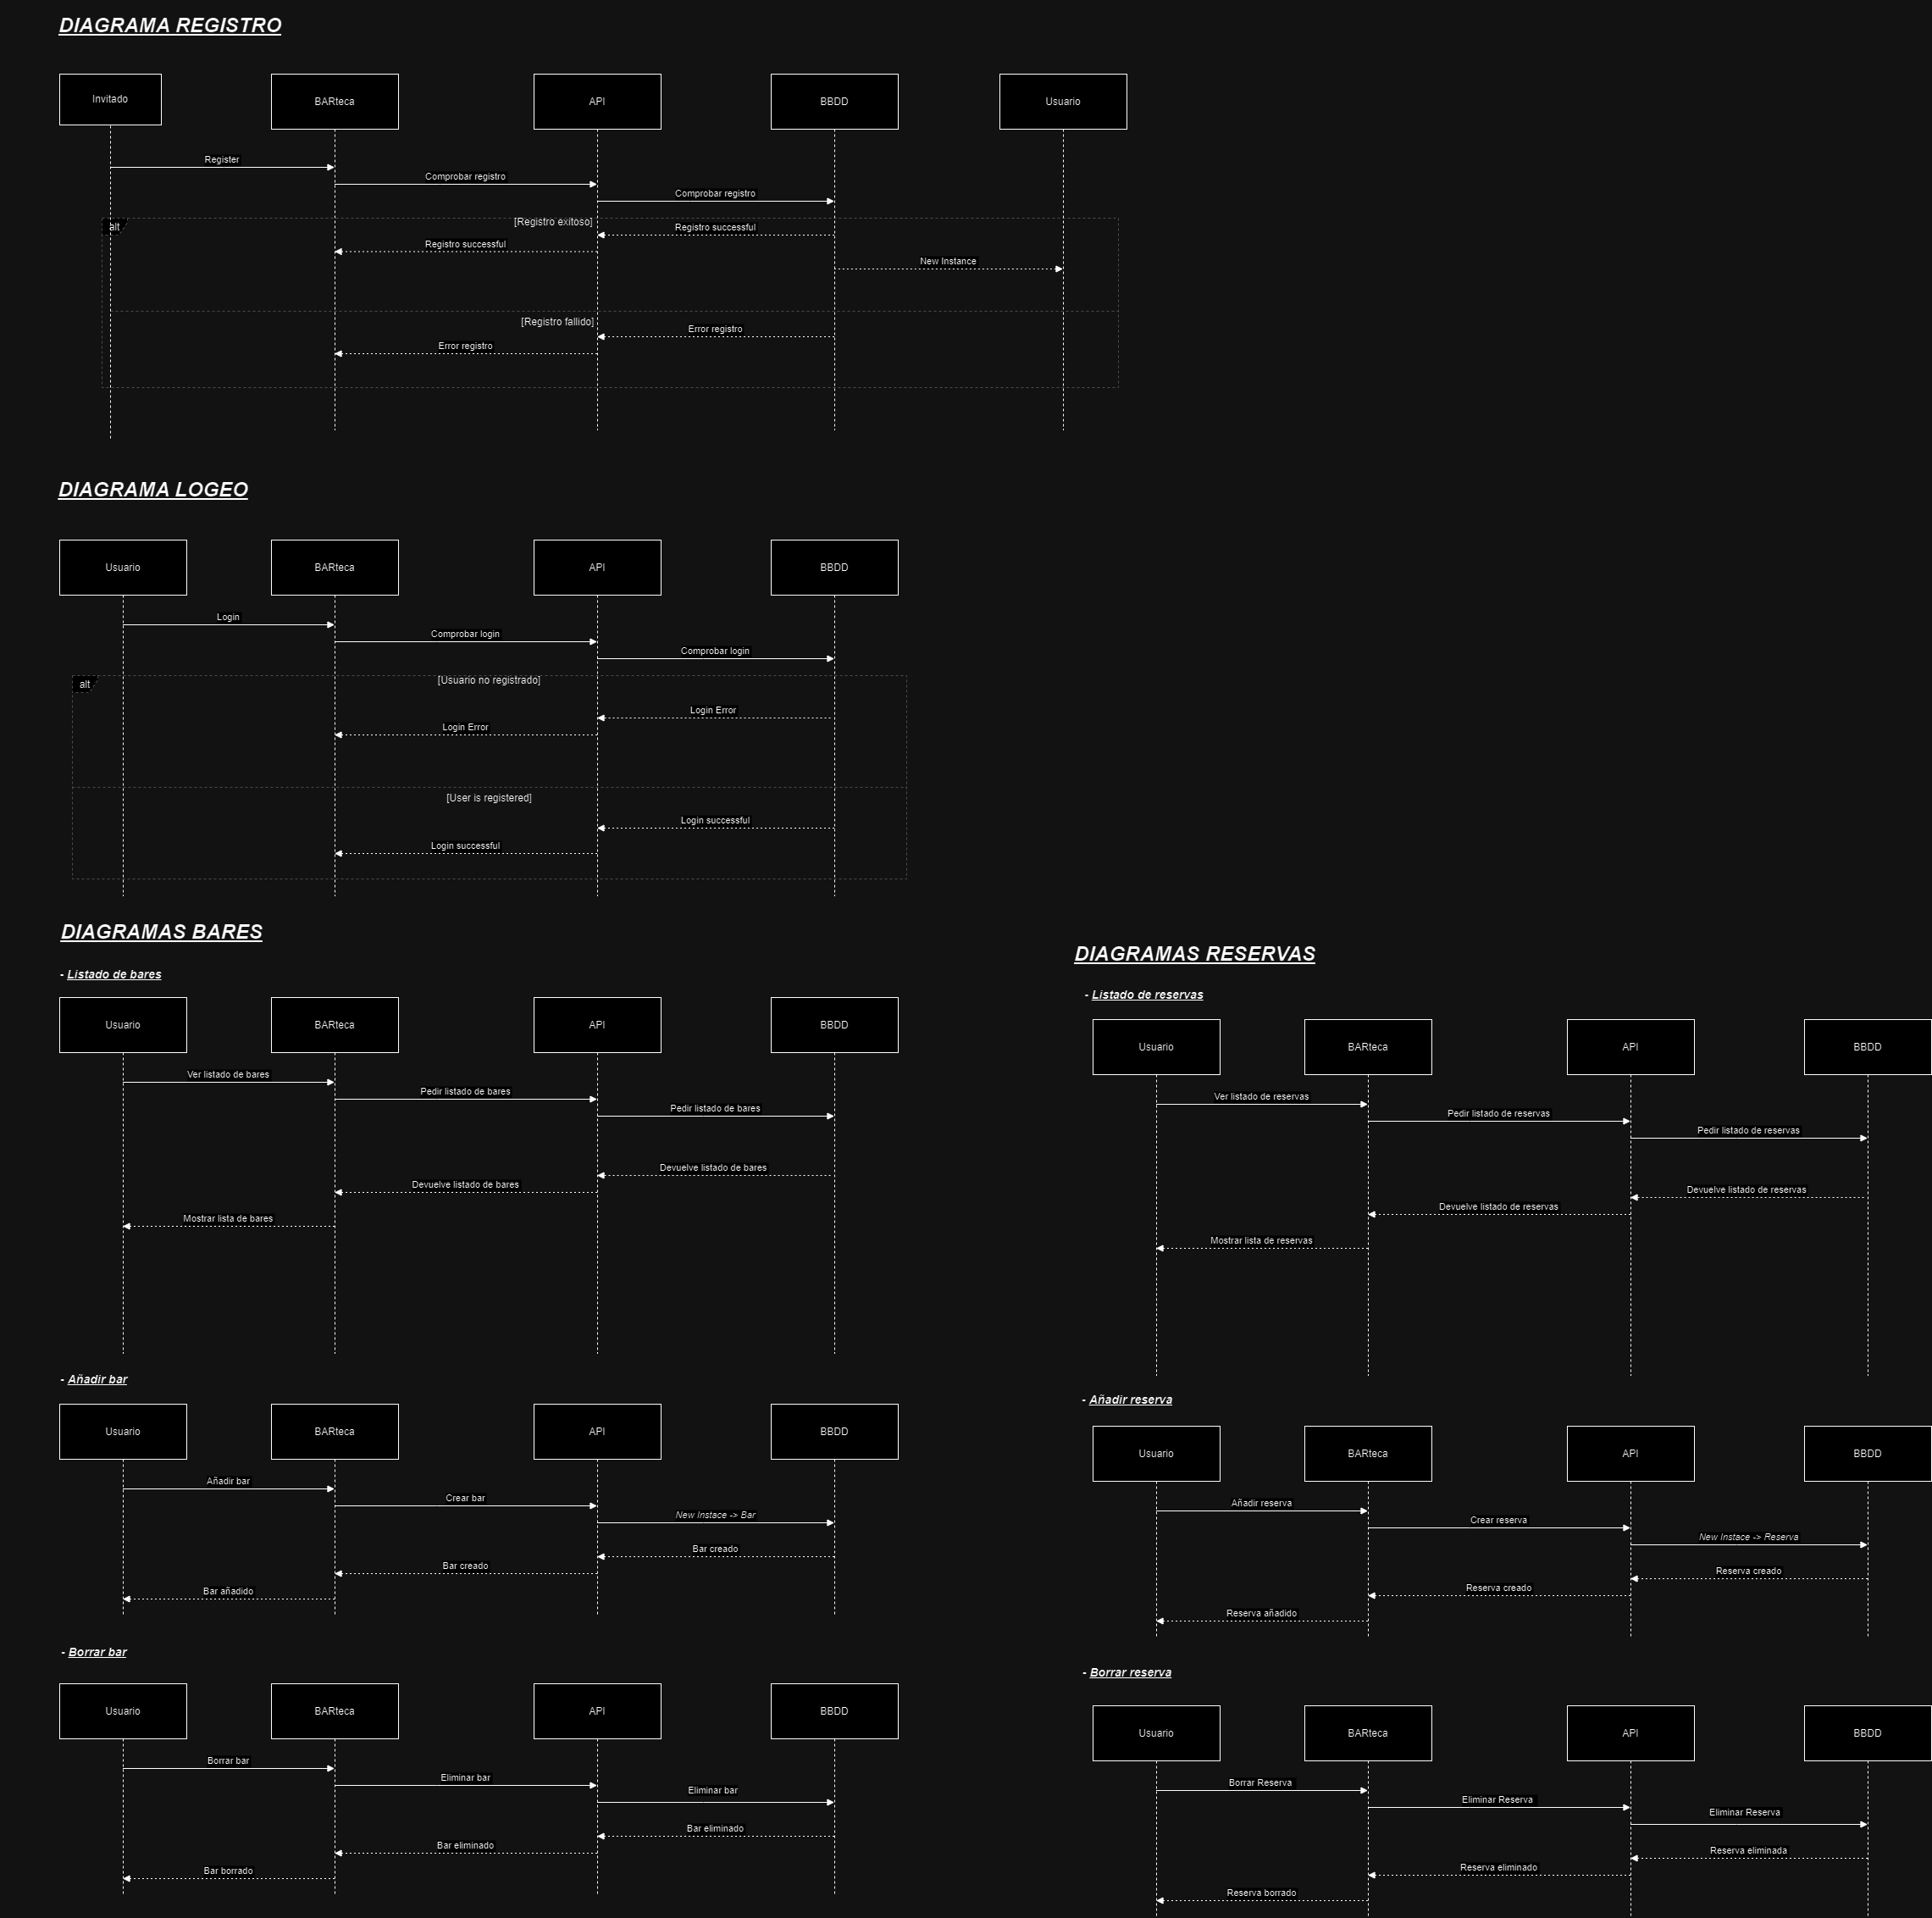 DIAGRAMA REGISTRO
Invitado
BARteca
API
BBDD
Usuario
Register
Comprobar registro
Comprobar registro
alt
[Registro exitoso]
Registro successful
Registro successful
New Instance
[Registro fallido]
Error registro
Error registro
DIAGRAMA LOGEO
Usuario
BARteca
API
BBDD
Login
Comprobar login
Comprobar login
alt
[Usuario no registrado]
Login Error
Login Error
[User is registered]
Login successful
Login successful
DIAGRAMAS BARES
- Listado de bares
Usuario
BARteca
API
BBDD
Ver listado de bares
Pedir listado de bares
Pedir listado de bares
Devuelve listado de bares
Devuelve listado de bares
Mostrar lista de bares
- Añadir bar
Usuario
BARteca
API
BBDD
Añadir bar
Crear bar
New Instace -> Bar
Bar creado
Bar creado
Bar añadido
- Borrar bar
Usuario
BARteca
API
BBDD
Borrar bar
Eliminar bar
Eliminar bar
Bar eliminado
Bar eliminado
Bar borrado
DIAGRAMAS RESERVAS
- Listado de reservas
Usuario
BARteca
API
BBDD
Ver listado de reservas
Pedir listado de reservas
Pedir listado de reservas
Devuelve listado de reservas
Devuelve listado de reservas
Mostrar lista de reservas
- Añadir reserva
Usuario
BARteca
API
BBDD
Añadir reserva
Crear reserva
New Instace -> Reserva
Reserva creado
Reserva creado
Reserva añadido
- Borrar reserva
Usuario
BARteca
API
BBDD
Borrar Reserva
Eliminar Reserva
Eliminar Reserva
Reserva eliminada
Reserva eliminado
Reserva borrado